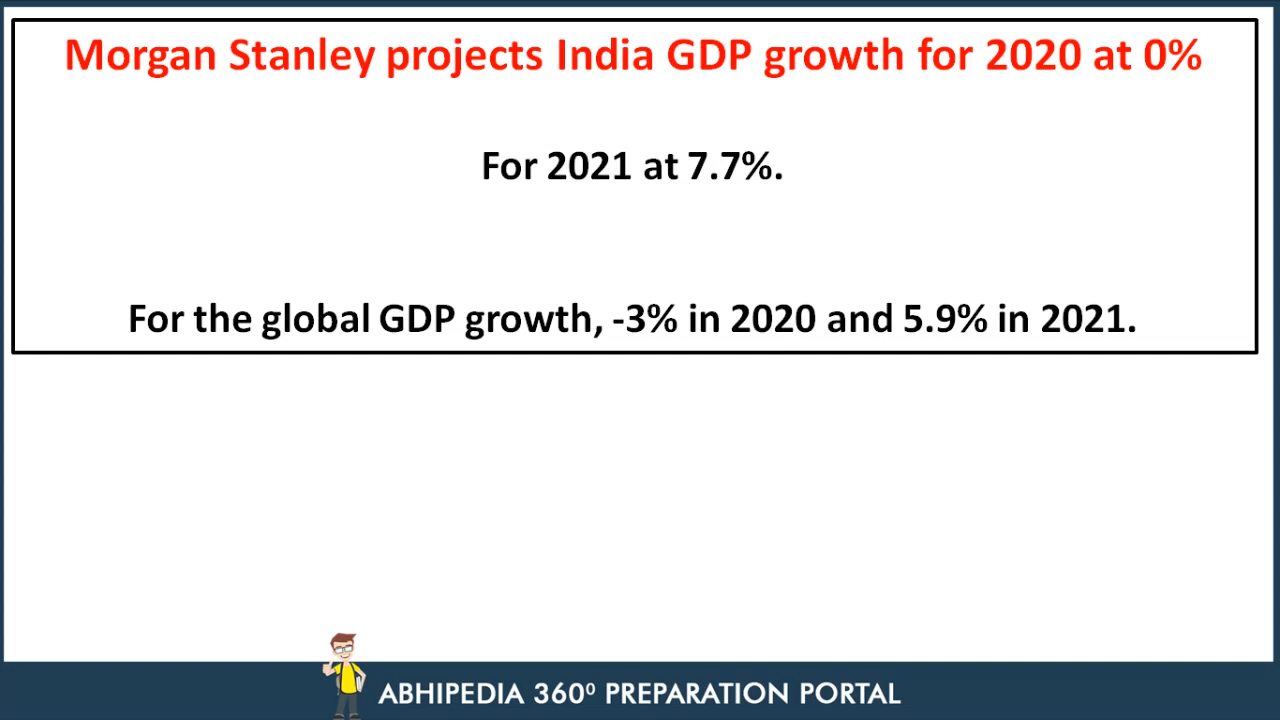 Morgan Stanley projects India GDP growth for 2020 at 0%
For 2021 at 7.7%.
For the global GDP growth, -3% in 2020 and 5.9% in 2021.
ABHIPEDIA 360⁰ PREPARATION PORTAL